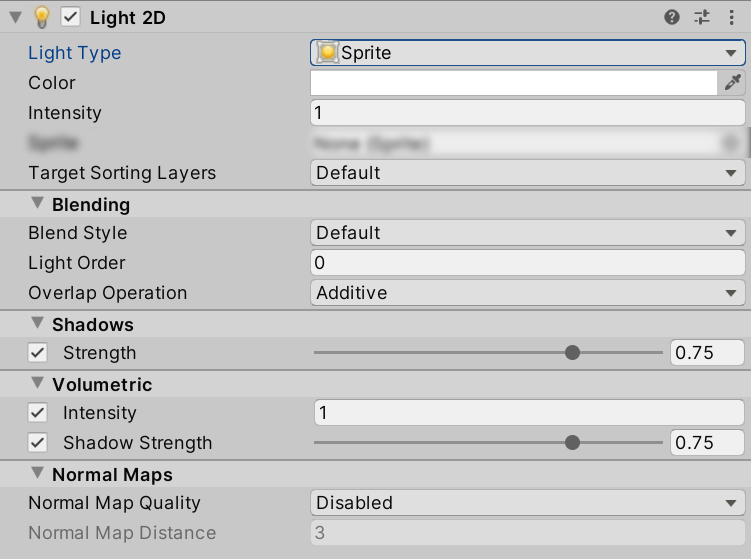 Light 2D
Light Type Sprite
Color
Intensity 1
Target Sorting Layers Default
Blending
Blend Style Default
Light Order 0
Overlap Operation Additive
Shadows
Strength 0.75
Volumetric
Intensity 1
Shadow Strength 0.75
Normal Maps
Normal Map Quality Disabled
Normal Map Distance 3